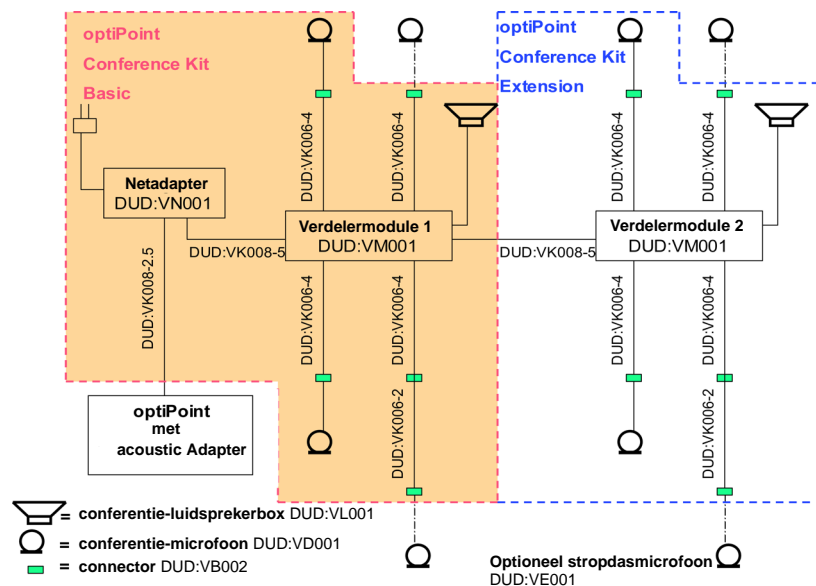 optiPoint
Conference Kit
Basic
optiPoint
Conference Kit
Extension
DUD:VK006-4
DUD:VK006-4
DUD:VK006-4
DUD:VK006-4
Netadapter
DUD:VN001
Verdelermodule 1
DUD:VM001
Verdelermodule 2
DUD:VM001
DUD:VK008-5
DUD:VK008-5
DUD:VK008-2.5
DUD:VK006-4
DUD:VK006-4
DUD:VK006-4
DUD:VK006-4
optiPoint
met
acoustic Adapter
DUD:VK006-2
DUD:VK006-2
= conferentie-luidsprekerbox DUD:VL001
= conferentie-microfoon DUD:VD001
= connector DUD:VB002
Optioneel stropdasmicrofoon
DUD:VE001